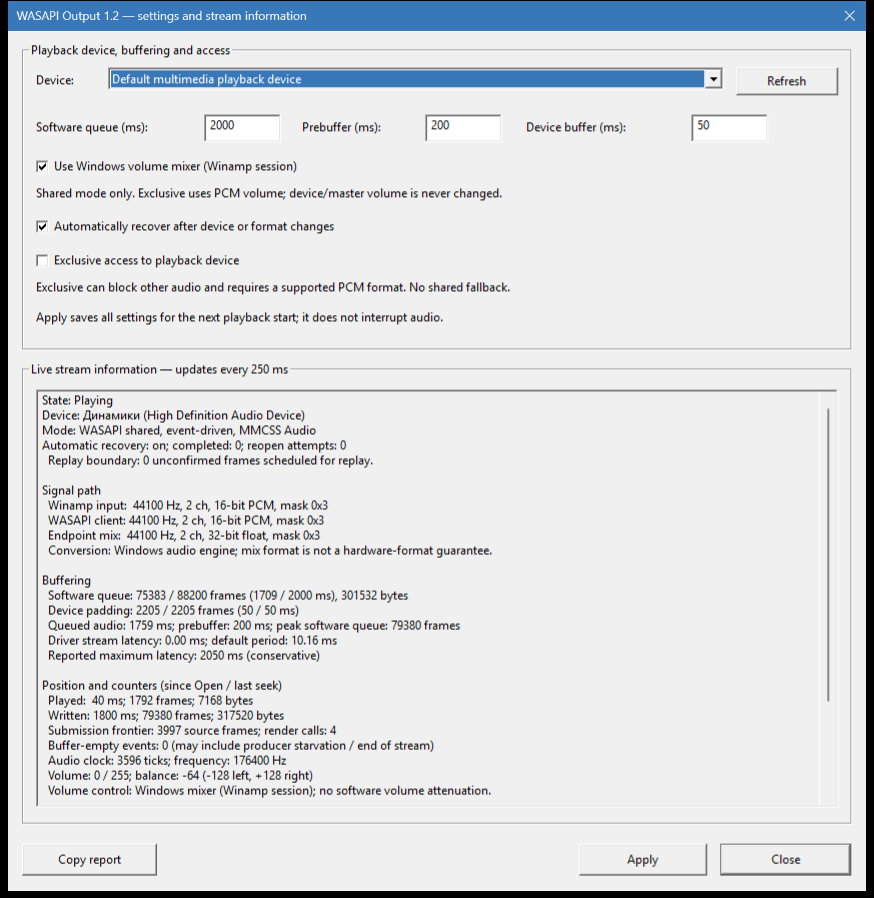 WASAPI Output 1.2 — settings and stream information
Playback device, buffering and access
Device: Default multimedia playback device Refresh
Software queue (ms): 2000 Prebuffer (ms): 200 Device buffer (ms): 50
Use Windows volume mixer (Winamp session)
Shared mode only. Exclusive uses PCM volume; device/master volume is never changed.
Automatically recover after device or format changes
Exclusive access to playback device
Exclusive can block other audio and requires a supported PCM format. No shared fallback.
Apply saves all settings for the next playback start; it does not interrupt audio.
Live stream information — updates every 250 ms
State: Playing
Device: Динамики (High Definition Audio Device)
Mode: WASAPI shared, event-driven, MMCSS Audio
Automatic recovery: on; completed: 0; reopen attempts: 0
Replay boundary: 0 unconfirmed frames scheduled for replay.
Signal path
Winamp input: 44100 Hz, 2 ch, 16-bit PCM, mask 0x3
WASAPI client: 44100 Hz, 2 ch, 16-bit PCM, mask 0x3
Endpoint mix: 44100 Hz, 2 ch, 32-bit float, mask 0x3
Conversion: Windows audio engine; mix format is not a hardware-format guarantee.
Buffering
Software queue: 75383 / 88200 frames (1709 / 2000 ms), 301532 bytes
Device padding: 2205 / 2205 frames (50 / 50 ms)
Queued audio: 1759 ms; prebuffer: 200 ms; peak software queue: 79380 frames
Driver stream latency: 0.00 ms; default period: 10.16 ms
Reported maximum latency: 2050 ms (conservative)
Position and counters (since Open / last seek)
Played: 40 ms; 1792 frames; 7168 bytes
Written: 1800 ms; 79380 frames; 317520 bytes
Submission frontier: 3997 source frames; render calls: 4
Buffer-empty events: 0 (may include producer starvation / end of stream)
Audio clock: 3596 ticks; frequency: 176400 Hz
Volume: 0 / 255; balance: -64 (-128 left, +128 right)
Volume control: Windows mixer (Winamp session); no software volume attenuation.
Copy report Apply Close